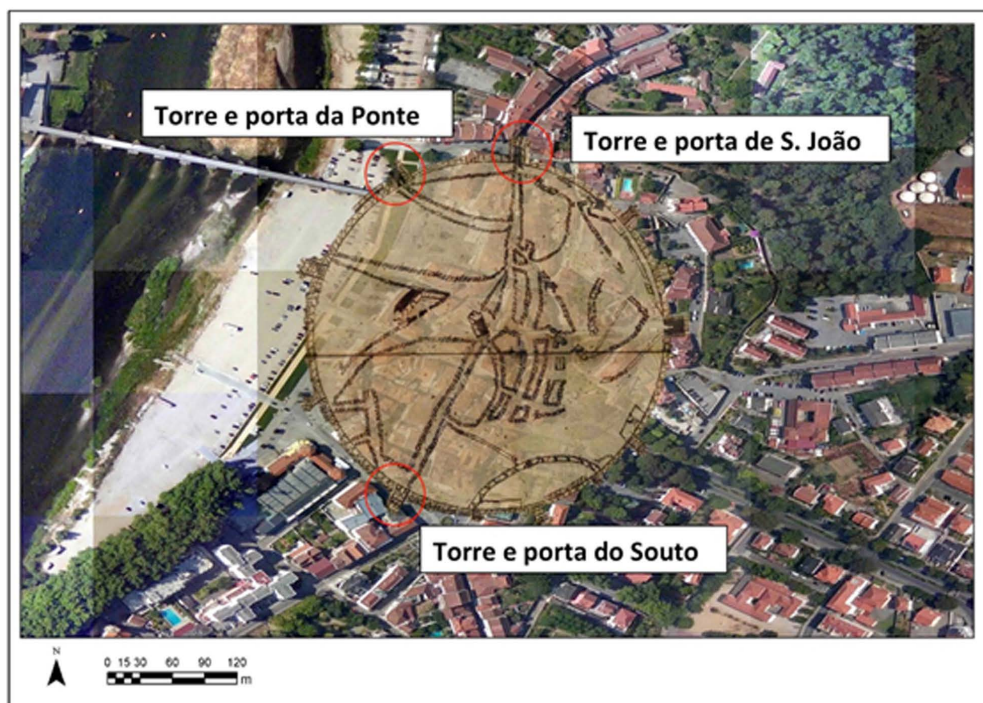 Torre e porta da Ponte
Torre e porta de S. João
Torre e porta do Souto
N
0 15 30 60 90 120
m